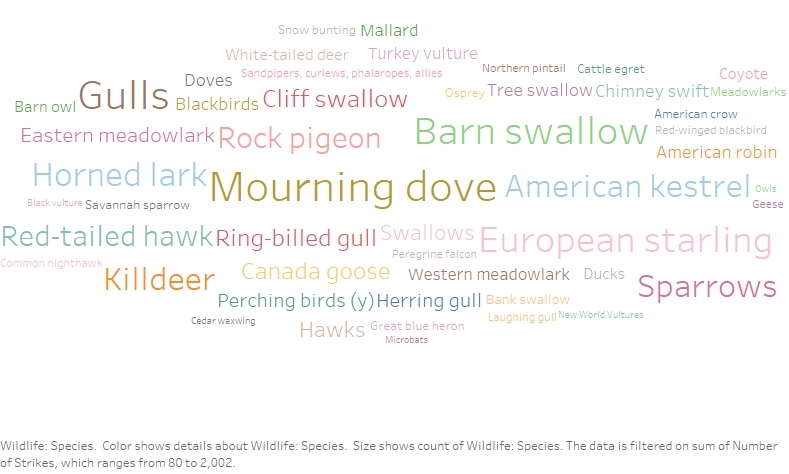 Snow bunting Mallard
White-tailed deer Turkey vulture
Sandpipers, curlews, phalaropes, allies Northern pintail Cattle egret Coyote
Gulls Doves Osprey Tree swallow Chimney swift Meadowlarks
Barn owl Blackbirds Cliff swallow American crow
Eastern meadowlark Rock pigeon Barn swallow Red-winged blackbird
American robin
Horned lark Mourning dove American kestrel Owls
Black vulture Savannah sparrow Geese
Red-tailed hawk Ring-billed gull Swallows European starling
Peregrine falcon
Common nighthawk
Killdeer Canada goose Western meadowlark Ducks Sparrows
Perching birds (y) Herring gull Bank swallow
Cedar waxwing Laughing gull New World Vultures
Hawks Great blue heron
Microbats
Wildlife: Species.  Color shows details about Wildlife: Species.  Size shows count of Wildlife: Species. The data is filtered on sum of Number
of Strikes, which ranges from 80 to 2,002.